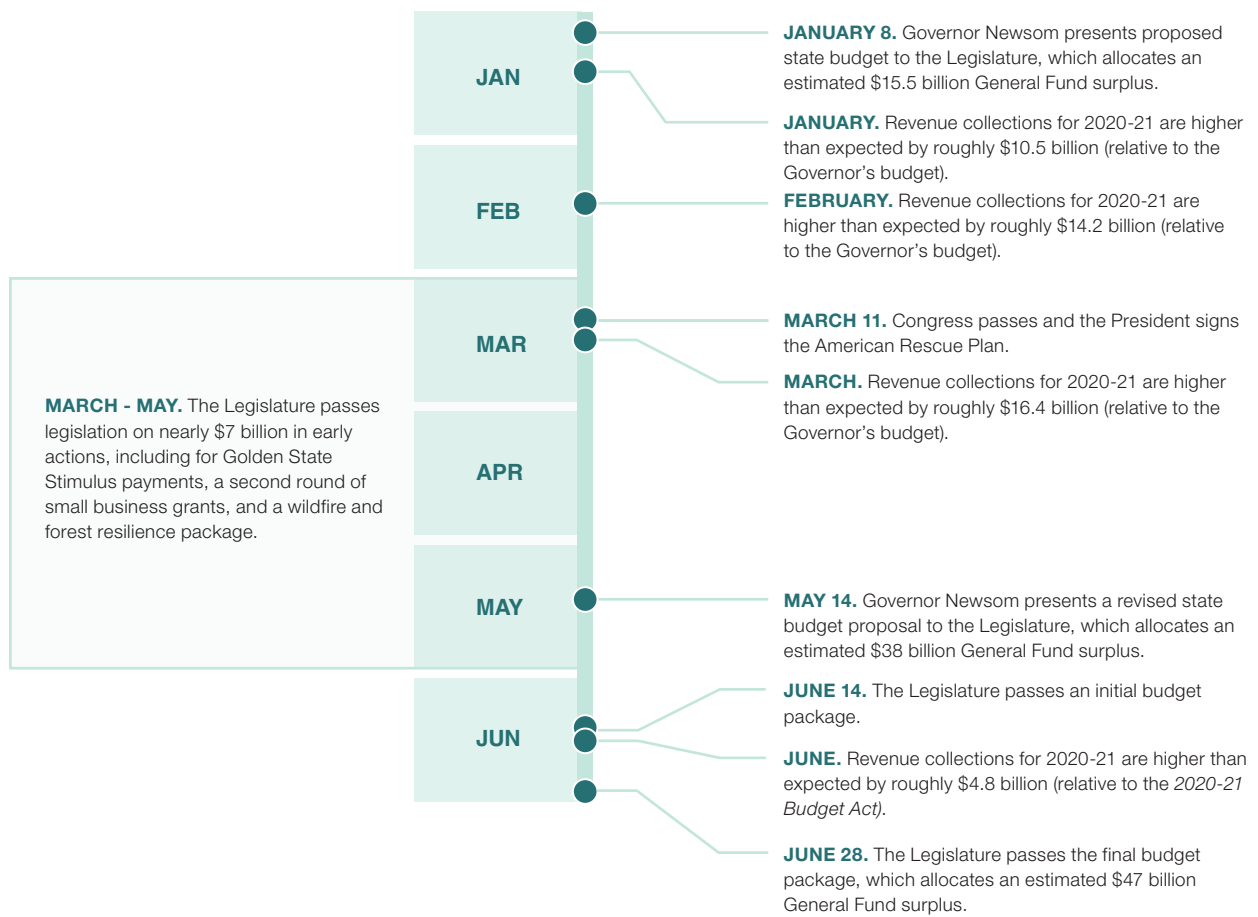 JAN
JANUARY 8. Governor Newsom presents proposed
state budget to the Legislature, which allocates an
estimated $15.5 billion General Fund surplus.
JANUARY. Revenue collections for 2020-21 are higher
than expected by roughly $10.5 billion (relative to the
Governor’s budget).
FEB
FEBRUARY. Revenue collections for 2020-21 are
higher than expected by roughly $14.2 billion (relative
to the Governor’s budget).
MAR
MARCH 11. Congress passes and the President signs
the American Rescue Plan.
MARCH. Revenue collections for 2020-21 are higher
than expected by roughly $16.4 billion (relative to the
Governor’s budget).
MARCH - MAY. The Legislature passes
legislation on nearly $7 billion in early
actions, including for Golden State
Stimulus payments, a second round of
small business grants, and a wildfire and
forest resilience package.
APR
MAY
MAY 14. Governor Newsom presents a revised state
budget proposal to the Legislature, which allocates an
estimated $38 billion General Fund surplus.
JUN
JUNE 14. The Legislature passes an initial budget
package.
JUNE. Revenue collections for 2020-21 are higher than
expected by roughly $4.8 billion (relative to the 2020-21
Budget Act).
JUNE 28. The Legislature passes the final budget
package, which allocates an estimated $47 billion
General Fund surplus.